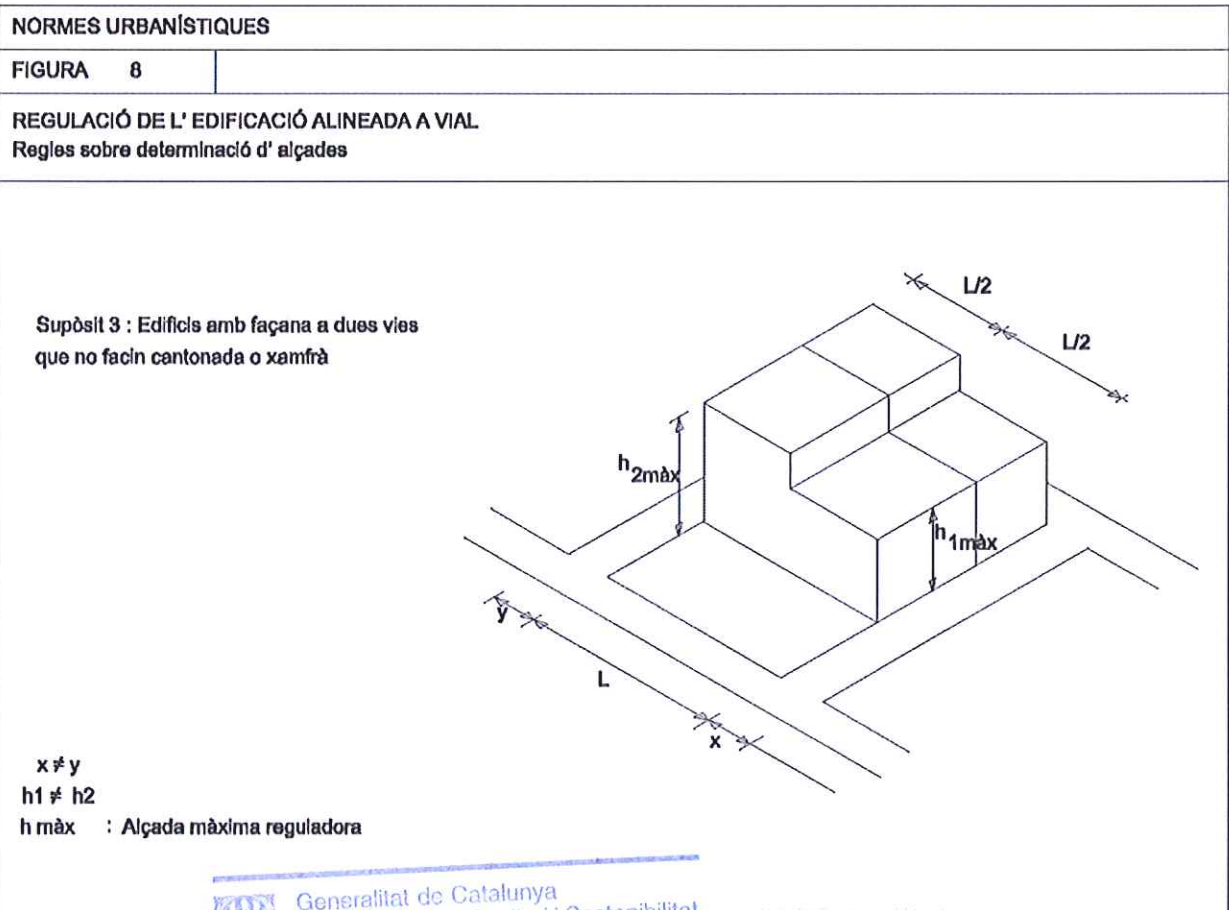 NORMES URBANÍSTIQUES
FIGURA 8
REGULACIÓ DE L' EDIFICACIÓ ALINEADA A VIAL
Regles sobre determinació d' alçades
Supòsit 3 : Edificis amb façana a dues vies
que no facin cantonada o xamfrà
L/2
L/2
h2màx
h1màx
y
L
x
x ≠ y
h1 ≠ h2
h màx : Alçada màxima reguladora
Generalitat de Catalunya